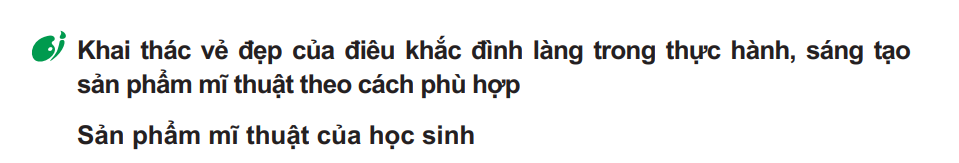 Khai thác vẻ đẹp của điêu khắc đình làng trong thực hành, sáng tạo
sản phẩm mĩ thuật theo cách phù hợp
Sản phẩm mĩ thuật của học sinh